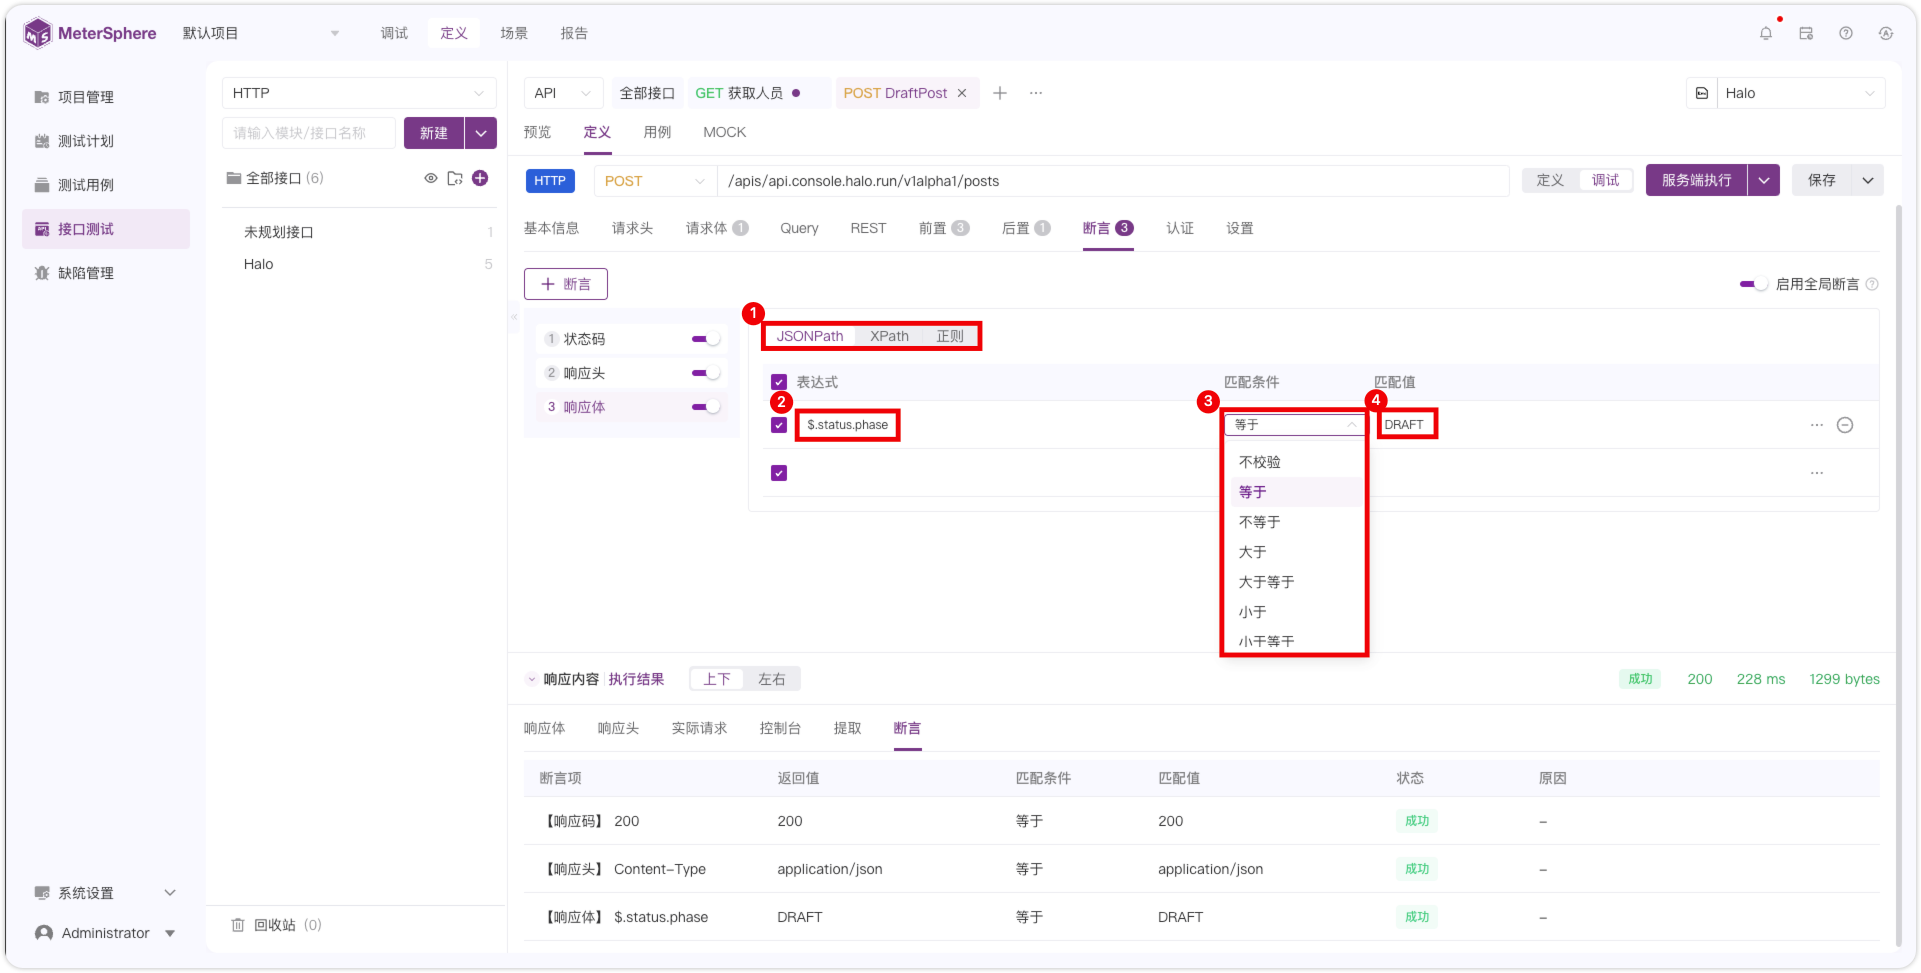 MeterSphere 默认项目 调试 定义 场景 报告
项目管理
测试计划
测试用例
接口测试
缺陷管理
系统设置
Administrator
HTTP
请输入模块/接口名称 新建
全部接口 (6)
未规划接口 1
Halo 5
回收站 (0)
API 全部接口 GET 获取人员 POST DraftPost Halo
预览 定义 用例 MOCK
HTTP POST /apis/api.console.halo.run/v1alpha1/posts 定义 调试 服务端执行 保存
基本信息 请求头 请求体 1 Query REST 前置 3 后置 1 断言 3 认证 设置
断言 启用全局断言
1 状态码
2 响应头
3 响应体
1
JSONPath XPath 正则
表达式 匹配条件 匹配值
2 3 4
$.status.phase 等于 DRAFT
不校验
等于
不等于
大于
大于等于
小于
小于等于
响应内容 执行结果 上下 左右 成功 200 228 ms 1299 bytes
响应体 响应头 实际请求 控制台 提取 断言
断言项 返回值 匹配条件 匹配值 状态 原因
【响应码】 200 200 等于 200 成功 –
【响应头】 Content-Type application/json 等于 application/json 成功 –
【响应体】 $.status.phase DRAFT 等于 DRAFT 成功 –